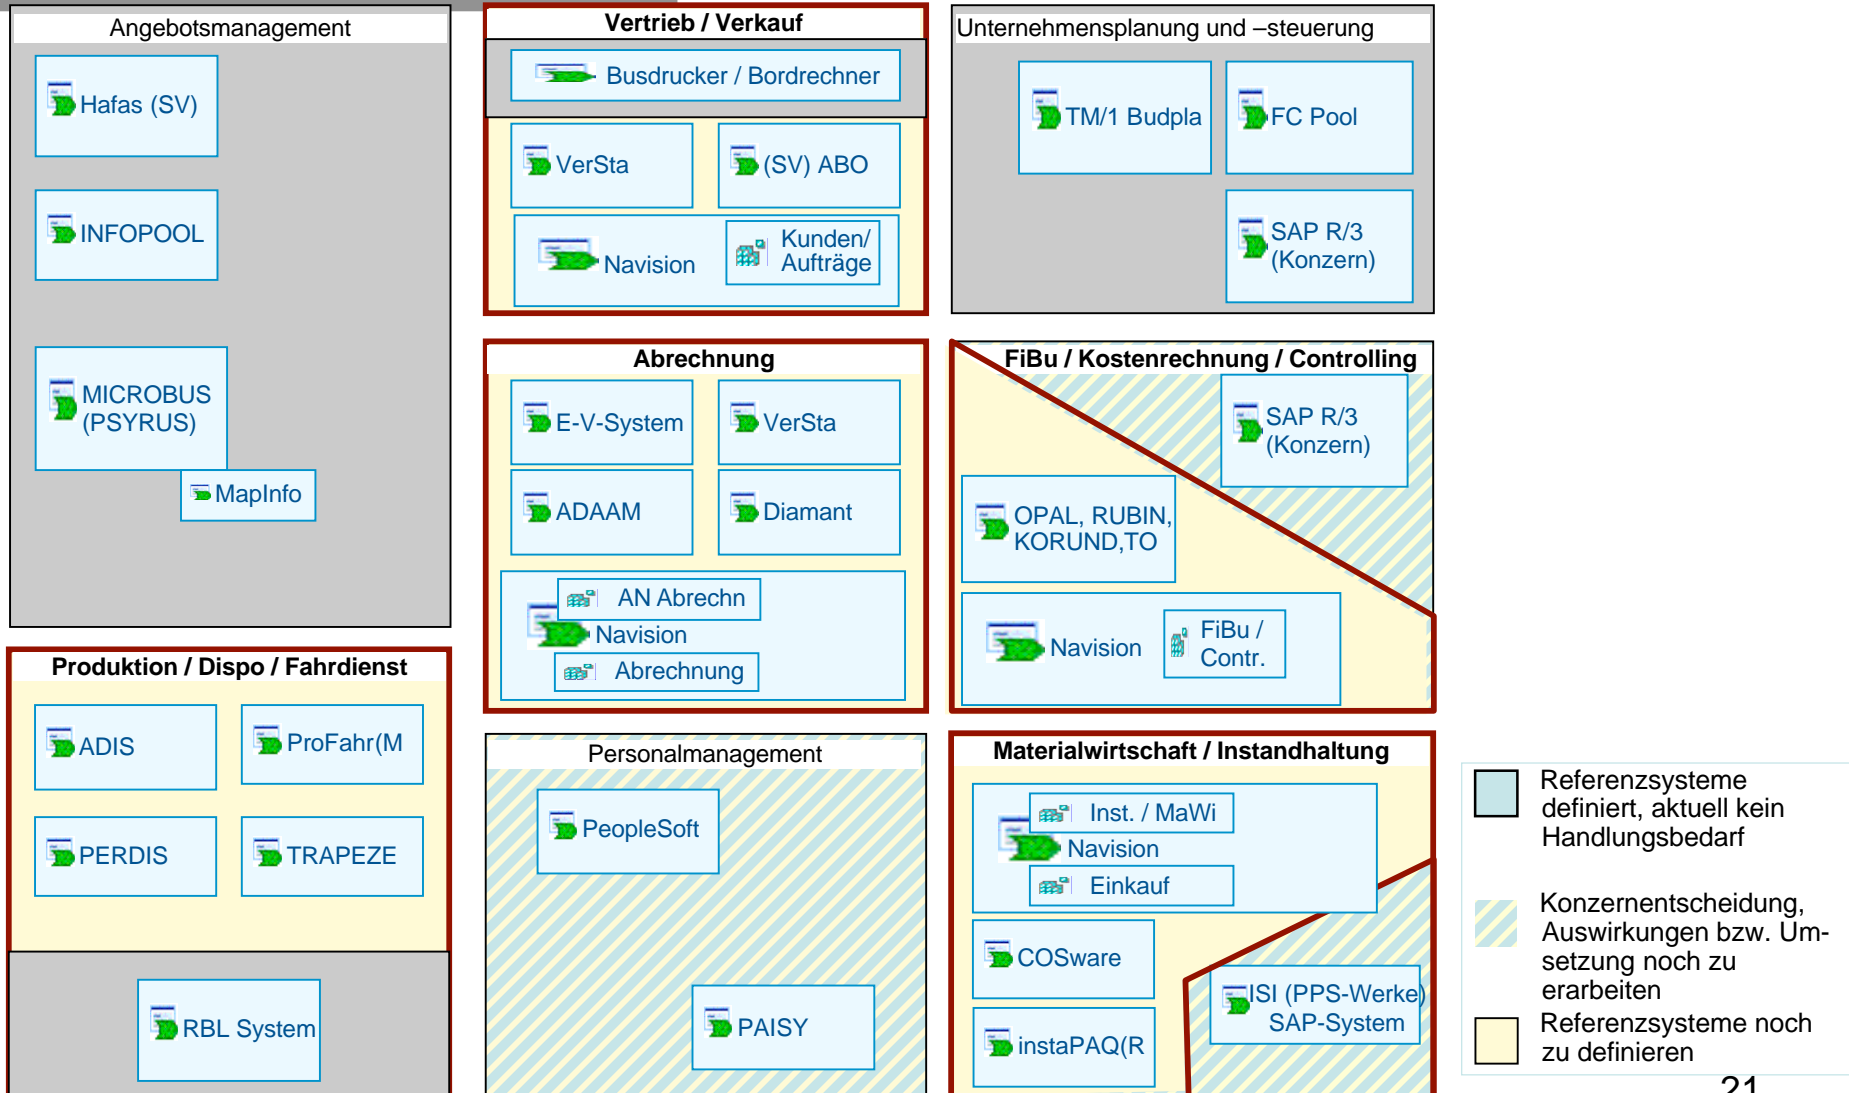 Angebotsmanagement
Hafas (SV)
INFOPOOL
MICROBUS
(PSYRUS)
MapInfo
Produktion / Dispo / Fahrdienst
ADIS
ProFahr(M
PERDIS
TRAPEZE
RBL System
Vertrieb / Verkauf
Busdrucker / Bordrechner
VerSta
(SV) ABO
Navision
Kunden/
Aufträge
Abrechnung
E-V-System
VerSta
ADAAM
Diamant
AN Abrechn
Navision
Abrechnung
Personalmanagement
PeopleSoft
PAISY
Unternehmensplanung und –steuerung
TM/1 Budpla
FC Pool
SAP R/3
(Konzern)
FiBu / Kostenrechnung / Controlling
SAP R/3
(Konzern)
OPAL, RUBIN,
KORUND,TO
Navision
FiBu /
Contr.
Materialwirtschaft / Instandhaltung
Inst. / MaWi
Navision
Einkauf
COSware
ISI (PPS-Werke)
SAP-System
instaPAQ(R
Referenzsysteme
definiert, aktuell kein
Handlungsbedarf
Konzernentscheidung,
Auswirkungen bzw. Um-
setzung noch zu
erarbeiten
Referenzsysteme noch
zu definieren
21